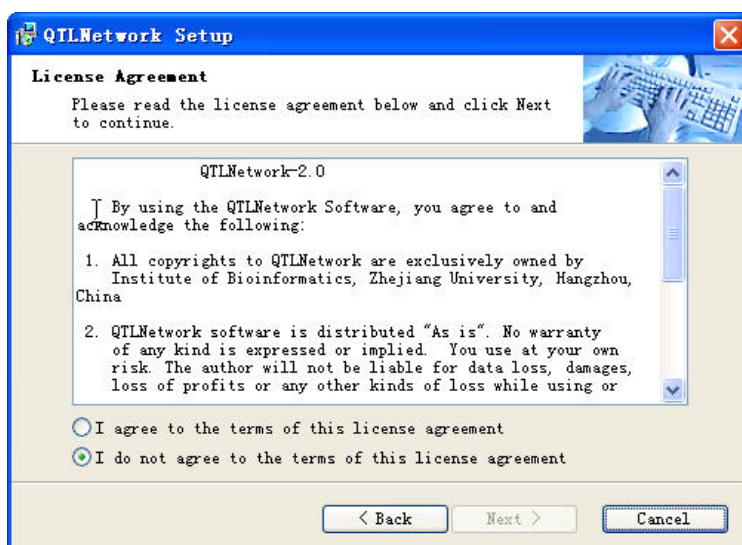 QTLNetwork Setup
License Agreement
Please read the license agreement below and click Next
to continue.
QTLNetwork-2.0
By using the QTLNetwork Software, you agree to and
acknowledge the following:
1. All copyrights to QTLNetwork are exclusively owned by
Institute of Bioinformatics, Zhejiang University, Hangzhou,
China
2. QTLNetwork software is distributed "As is". No warranty
of any kind is expressed or implied. You use at your own
risk. The author will not be liable for data loss, damages,
loss of profits or any other kinds of loss while using or
I agree to the terms of this license agreement
I do not agree to the terms of this license agreement
< Back
Next >
Cancel